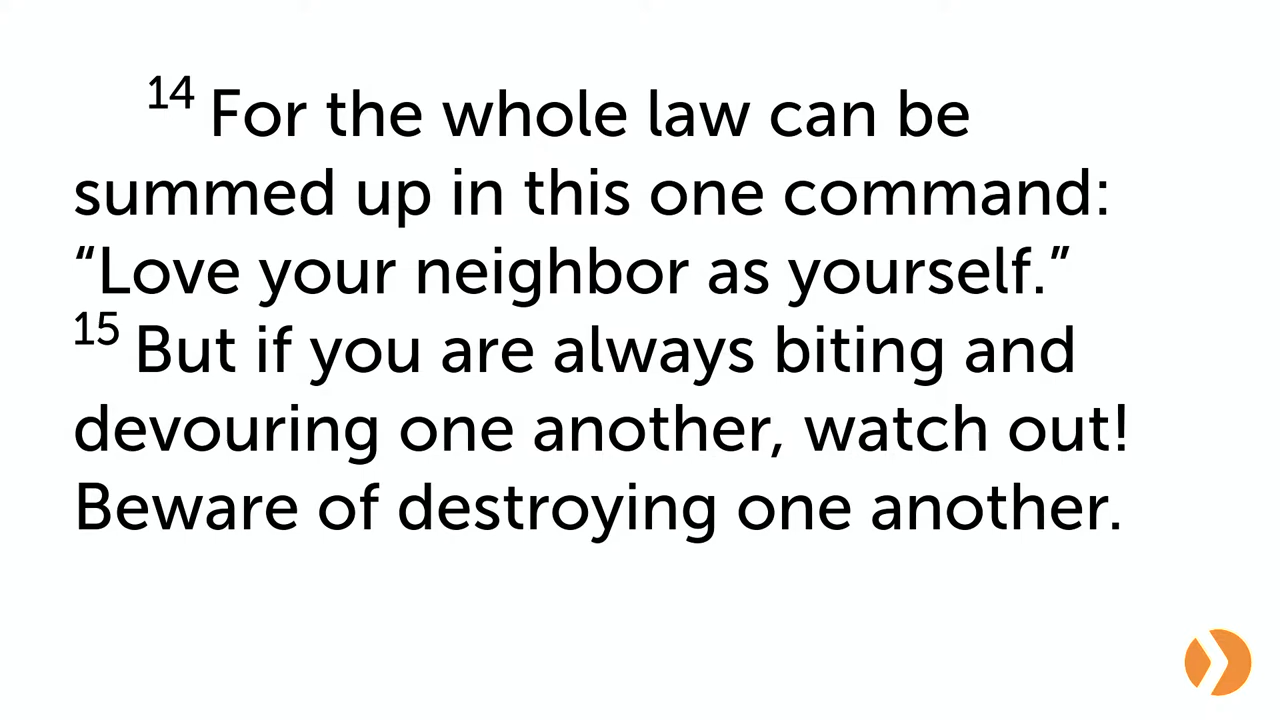 14 For the whole law can be
summed up in this one command:
“Love your neighbor as yourself.”
15 But if you are always biting and
devouring one another, watch out!
Beware of destroying one another.